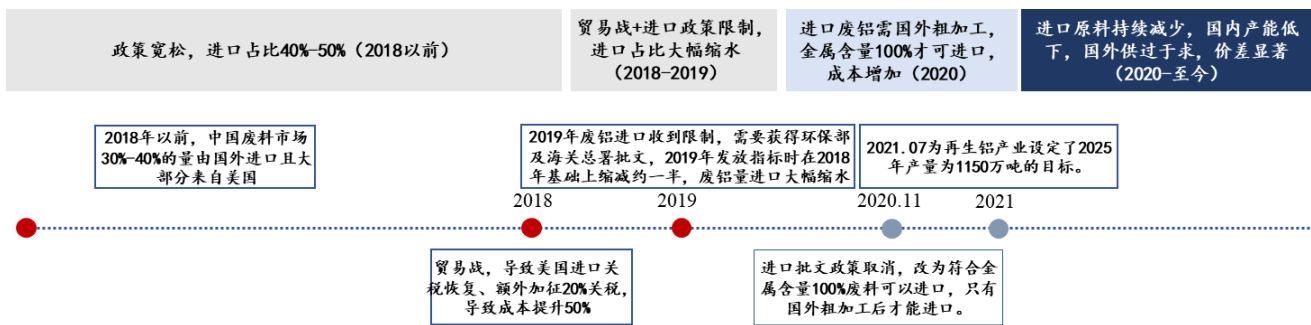 政策宽松，进口占比40%-50%（2018以前）
贸易战+进口政策限制，
进口占比大幅缩水
（2018-2019）
进口废铝需国外粗加工，
金属含量100%才可进口，
成本增加（2020）
进口原料持续减少，国内产能低
下，国外供过于求，价差显著
（2020-至今）
2018年以前，中国废料市场
30%-40%的量由国外进口且大
部分来自美国
2019年废铝进口收到限制，需要获得环保部
及海关总署批文，2019年发放指标时在2018
年基础上缩减约一半，废铝量进口大幅缩水
2021.07为再生铝产业设定了2025
年产量为1150万吨的目标。
2018
2019
2020.11
2021
贸易战，导致美国进口关
税恢复、额外加征20%关税，
导致成本提升50%
进口批文政策取消，改为符合金
属含量100%废料可以进口，只有
国外粗加工后才能进口。